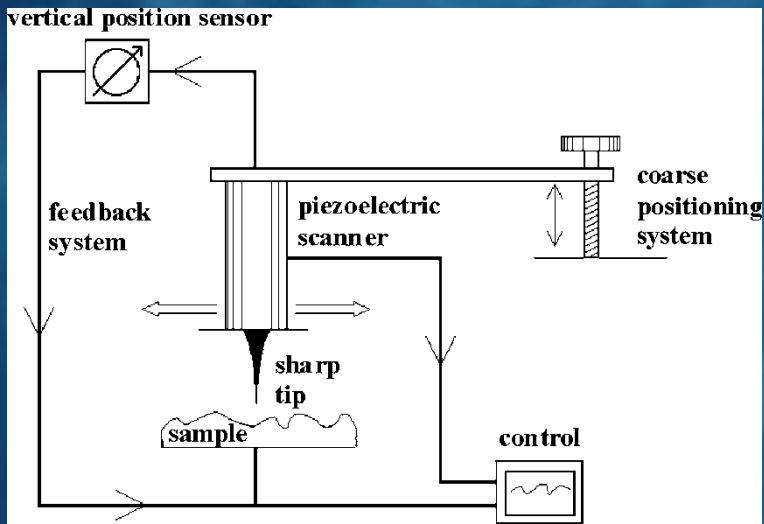 vertical position sensor
feedback
system
piezoelectric
scanner
coarse
positioning
system
sharp
tip
sample
control